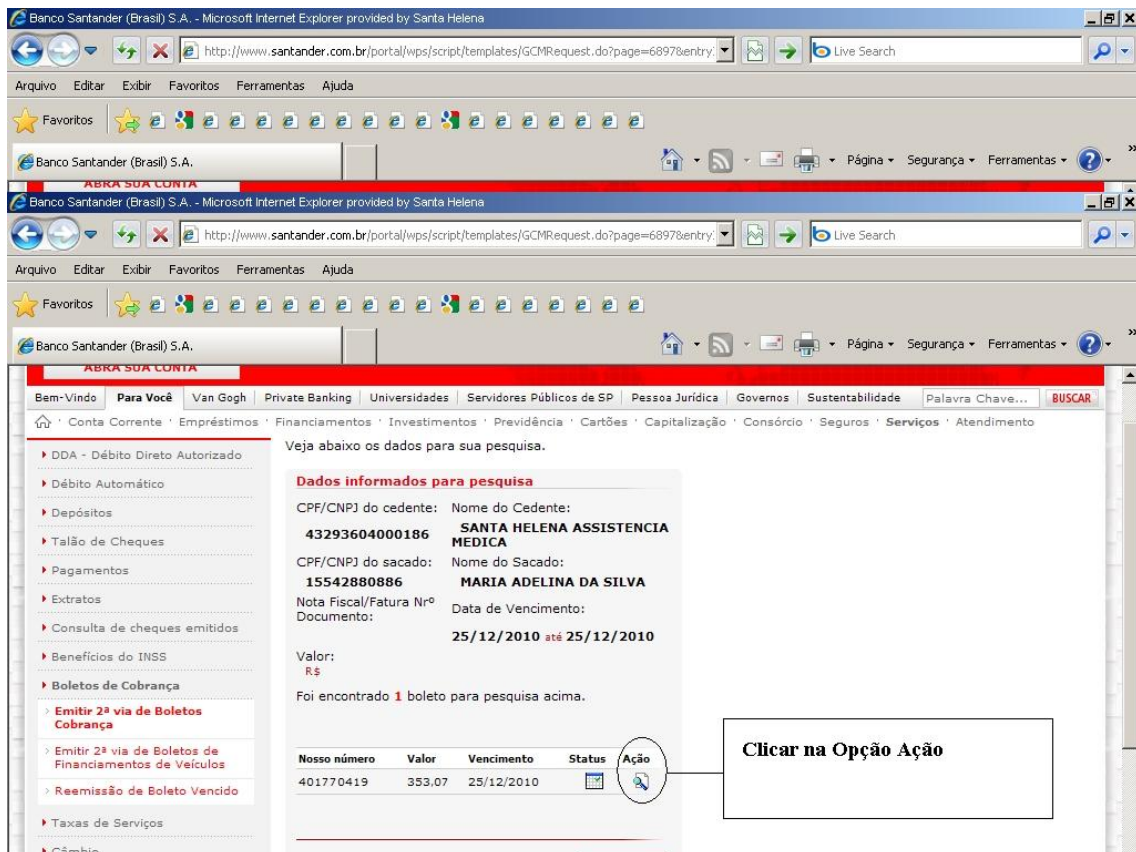 Banco Santander (Brasil) S.A. - Microsoft Internet Explorer provided by Santa Helena
http://www.santander.com.br/portal/wps/script/templates/GCMRequest.do?page=6897&entry. Live Search
Arquivo Editar Exibir Favoritos Ferramentas Ajuda
Favoritos
Banco Santander (Brasil) S.A. Página Segurança Ferramentas
ABRA SUA CONTA
Banco Santander (Brasil) S.A. - Microsoft Internet Explorer provided by Santa Helena
http://www.santander.com.br/portal/wps/script/templates/GCMRequest.do?page=6897&entry. Live Search
Arquivo Editar Exibir Favoritos Ferramentas Ajuda
Favoritos
Banco Santander (Brasil) S.A. Página Segurança Ferramentas
ABRA SUA CONTA
Bem-Vindo Para Você Van Gogh Private Banking Universidades Servidores Públicos de SP Pessoa Jurídica Governos Sustentabilidade Palavra Chave... BUSCAR
Conta Corrente Empréstimos Financiamentos Investimentos Previdência Cartões Capitalização Consórcio Seguros Serviços Atendimento
DDA - Débito Direto Autorizado
Débito Automático
Depósitos
Talão de Cheques
Pagamentos
Extratos
Consulta de cheques emitidos
Benefícios do INSS
Boletos de Cobrança
Emitir 2ª via de Boletos
Cobrança
Emitir 2ª via de Boletos de
Financiamentos de Veículos
Reemissão de Boleto Vencido
Taxas de Serviços
Câmbio
Veja abaixo os dados para sua pesquisa.
Dados informados para pesquisa
CPF/CNPJ do cedente: Nome do Cedente:
43293604000186 SANTA HELENA ASSISTENCIA
MEDICA
CPF/CNPJ do sacado: Nome do Sacado:
15542880886 MARIA ADELINA DA SILVA
Nota Fiscal/Fatura Nrº
Documento: Data de Vencimento:
25/12/2010 até 25/12/2010
Valor:
R$
Foi encontrado 1 boleto para pesquisa acima.
Nosso número Valor Vencimento Status Ação
401770419 353,07 25/12/2010
Clicar na Opção Ação